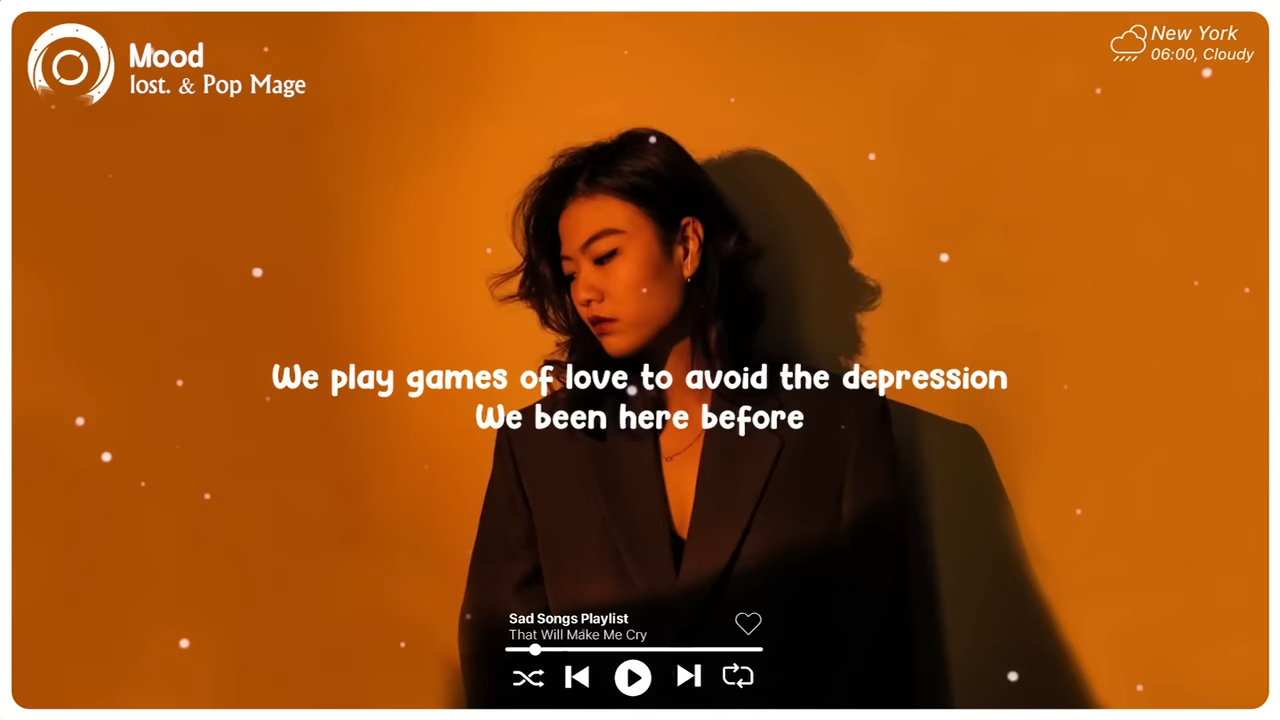 Mood
lost. & Pop Mage
New York
06:00, Cloudy
We play games of love to avoid the depression
We been here before
Sad Songs Playlist
That Will Make Me Cry